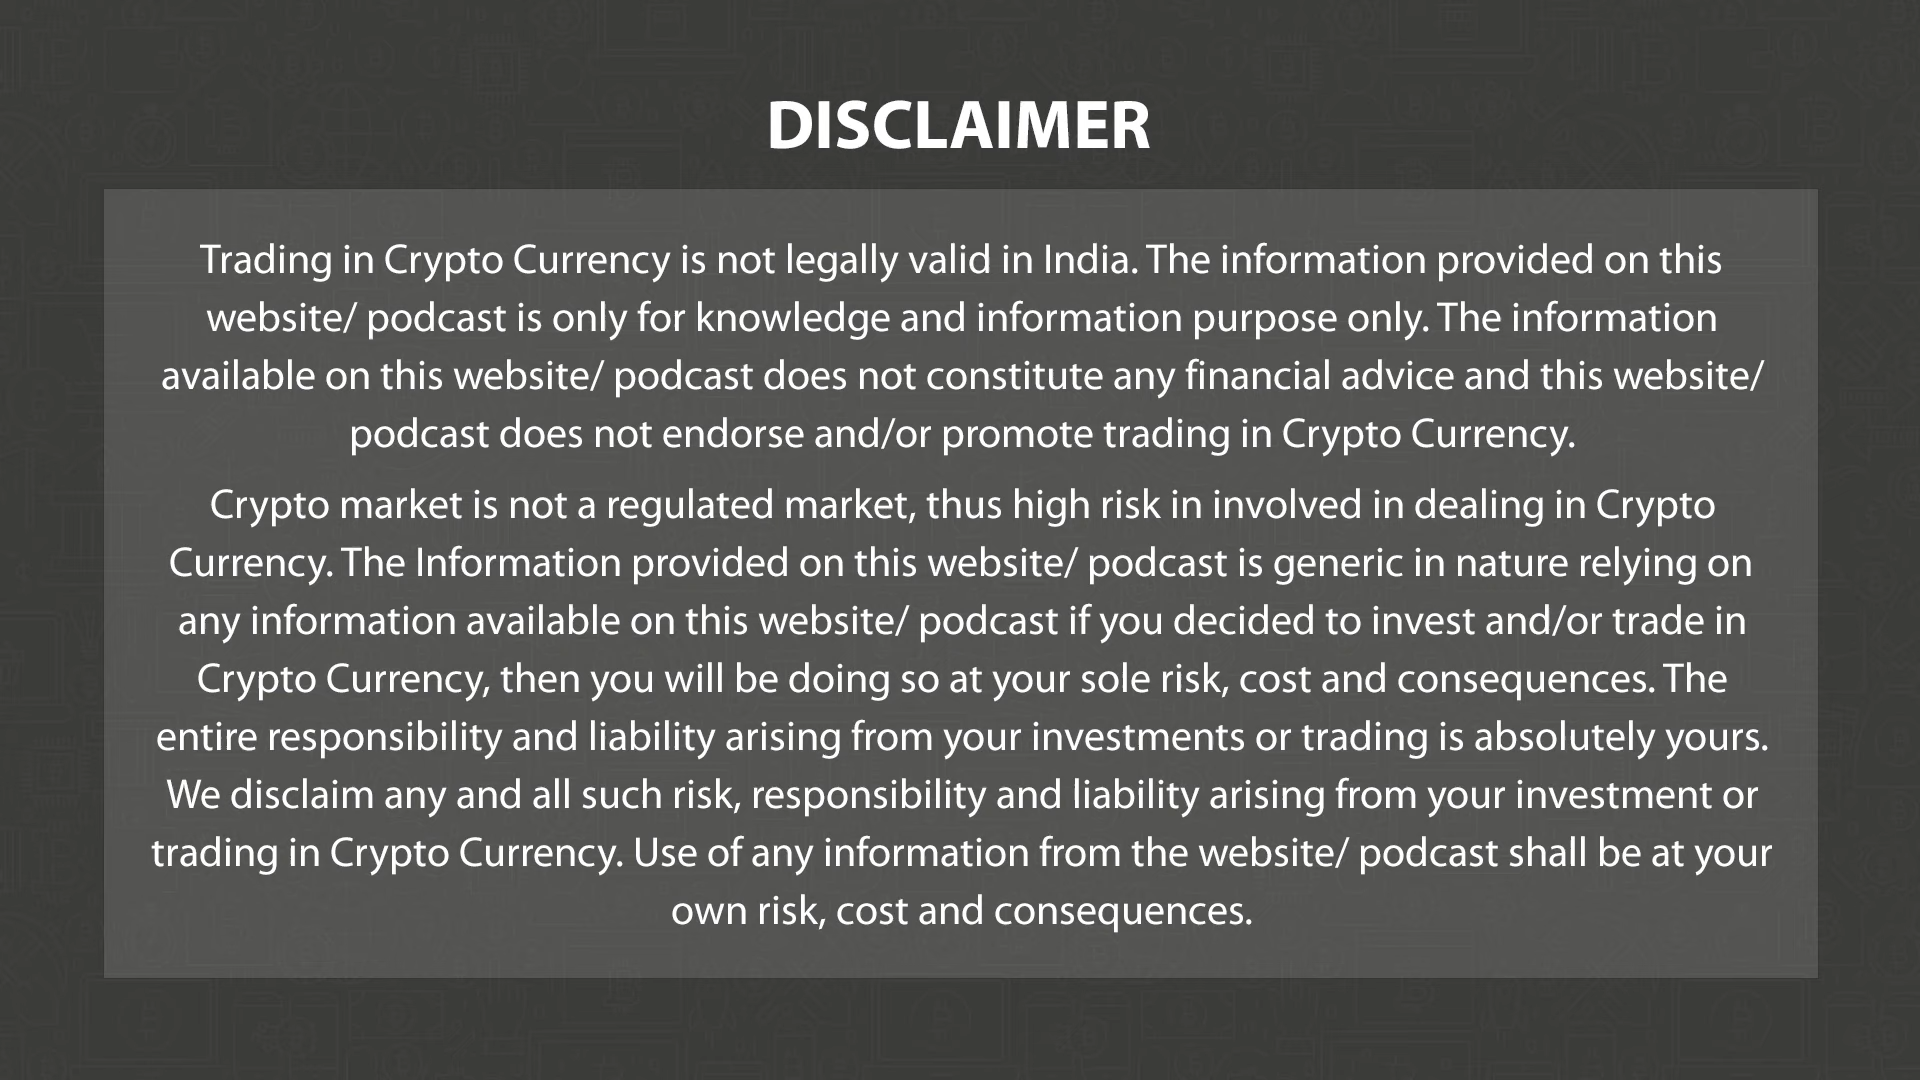 DISCLAIMER
Trading in Crypto Currency is not legally valid in India. The information provided on this
website/ podcast is only for knowledge and information purpose only. The information
available on this website/ podcast does not constitute any financial advice and this website/
podcast does not endorse and/or promote trading in Crypto Currency.
Crypto market is not a regulated market, thus high risk in involved in dealing in Crypto
Currency. The Information provided on this website/ podcast is generic in nature relying on
any information available on this website/ podcast if you decided to invest and/or trade in
Crypto Currency, then you will be doing so at your sole risk, cost and consequences. The
entire responsibility and liability arising from your investments or trading is absolutely yours.
We disclaim any and all such risk, responsibility and liability arising from your investment or
trading in Crypto Currency. Use of any information from the website/ podcast shall be at your
own risk, cost and consequences.